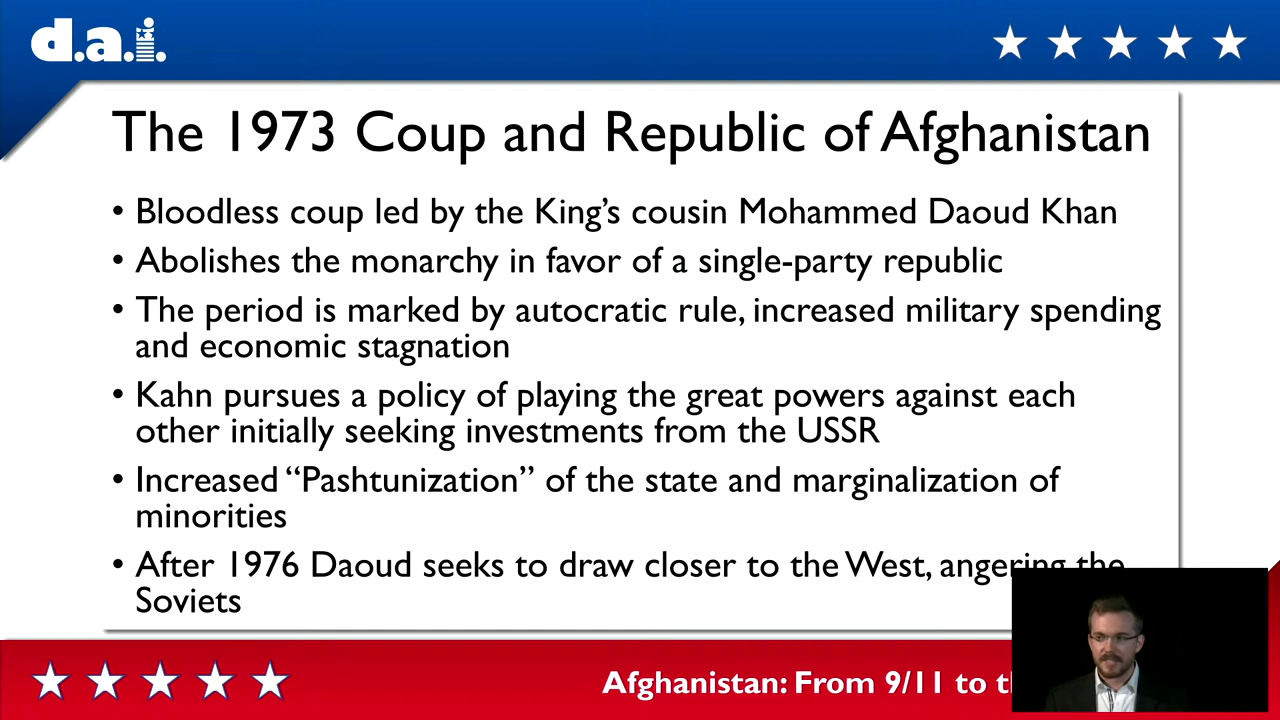 d.a.i.
The 1973 Coup and Republic of Afghanistan
• Bloodless coup led by the King’s cousin Mohammed Daoud Khan
• Abolishes the monarchy in favor of a single-party republic
• The period is marked by autocratic rule, increased military spending
and economic stagnation
• Kahn pursues a policy of playing the great powers against each
other initially seeking investments from the USSR
• Increased “Pashtunization” of the state and marginalization of
minorities
• After 1976 Daoud seeks to draw closer to the West, angering the
Soviets
Afghanistan: From 9/11 to